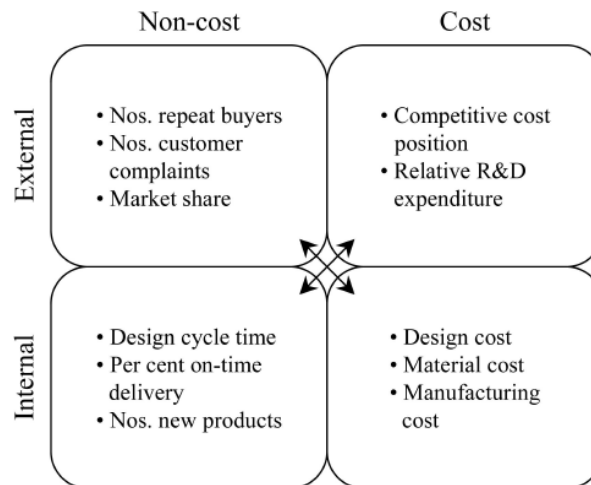 Non-cost
Cost
External
• Nos. repeat buyers
• Nos. customer
complaints
• Market share
• Competitive cost
position
• Relative R&D
expenditure
Internal
• Design cycle time
• Per cent on-time
delivery
• Nos. new products
• Design cost
• Material cost
• Manufacturing
cost